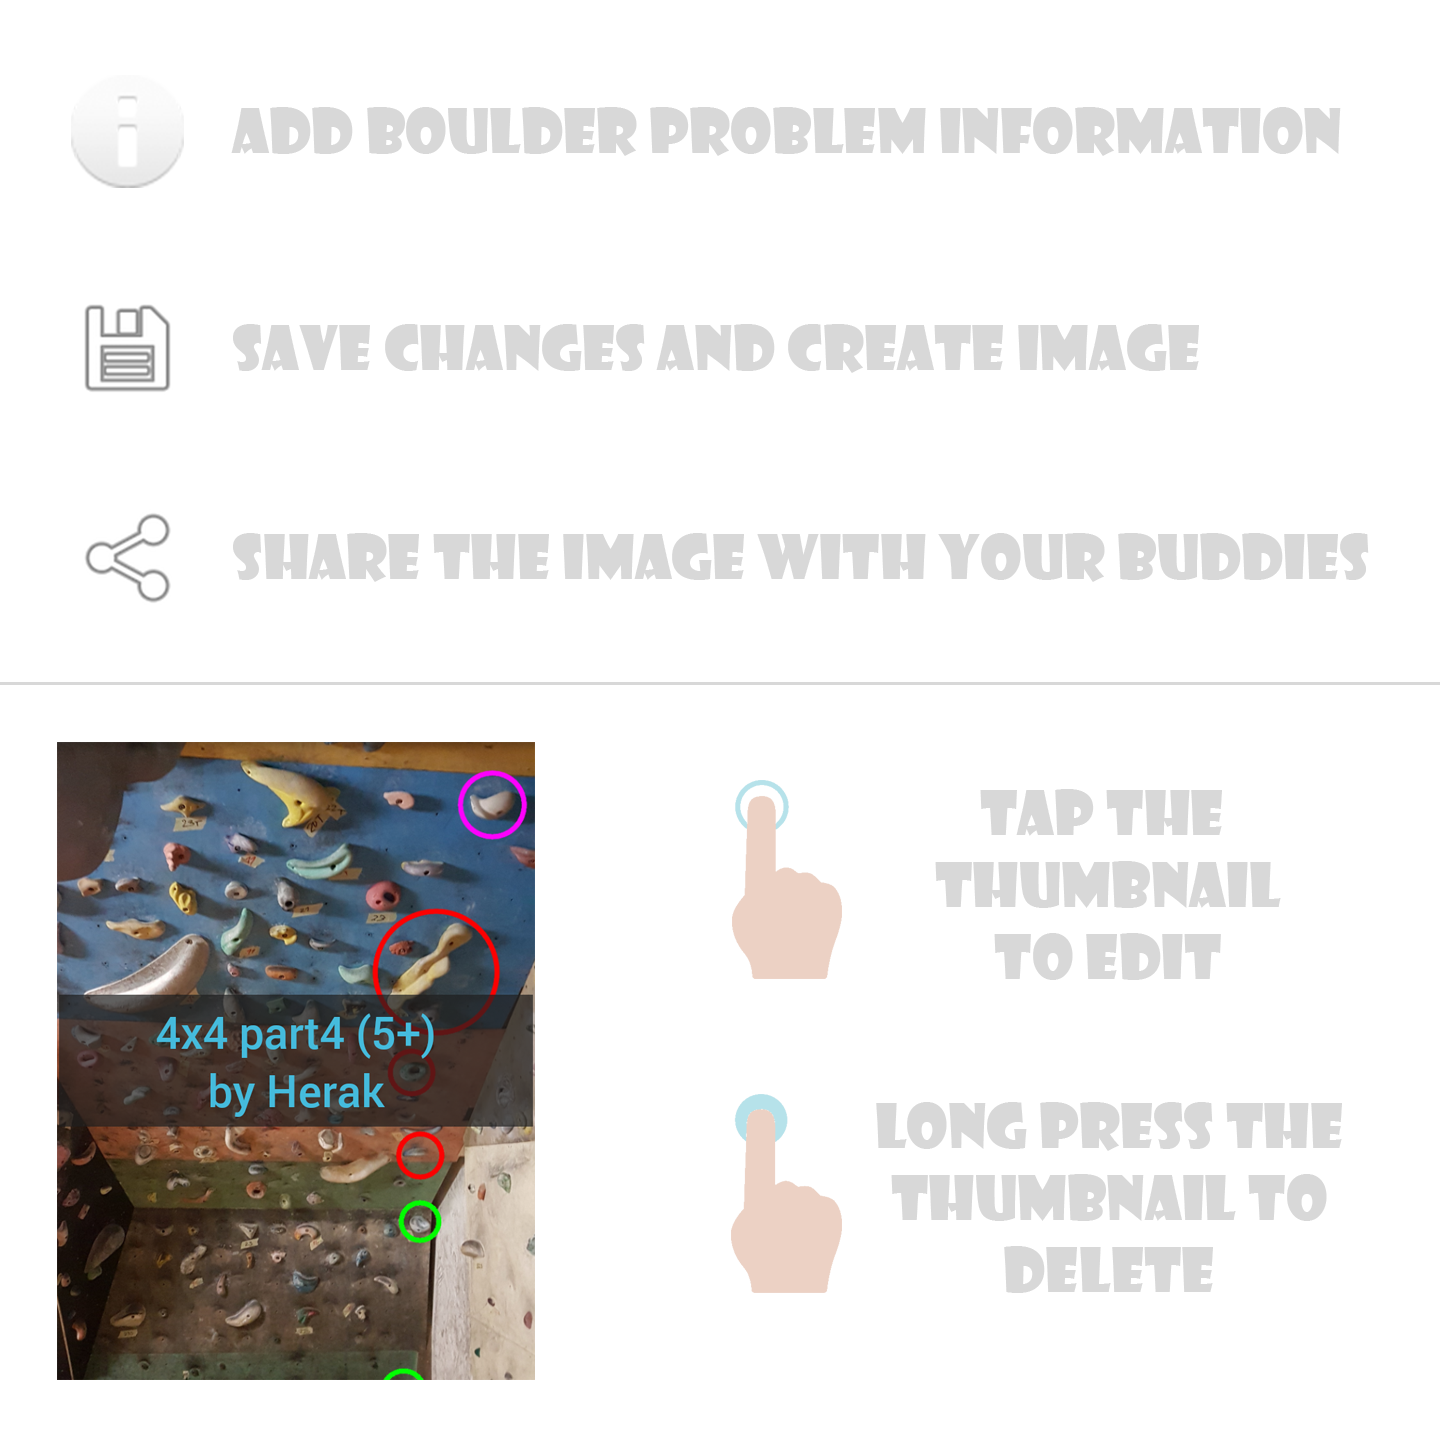 ADD BOULDER PROBLEM INFORMATION
SAVE CHANGES AND CREATE IMAGE
SHARE THE IMAGE WITH YOUR BUDDIES
4x4 part4 (5+)
by Herak
TAP THE
THUMBNAIL
TO EDIT
LONG PRESS THE
THUMBNAIL TO
DELETE